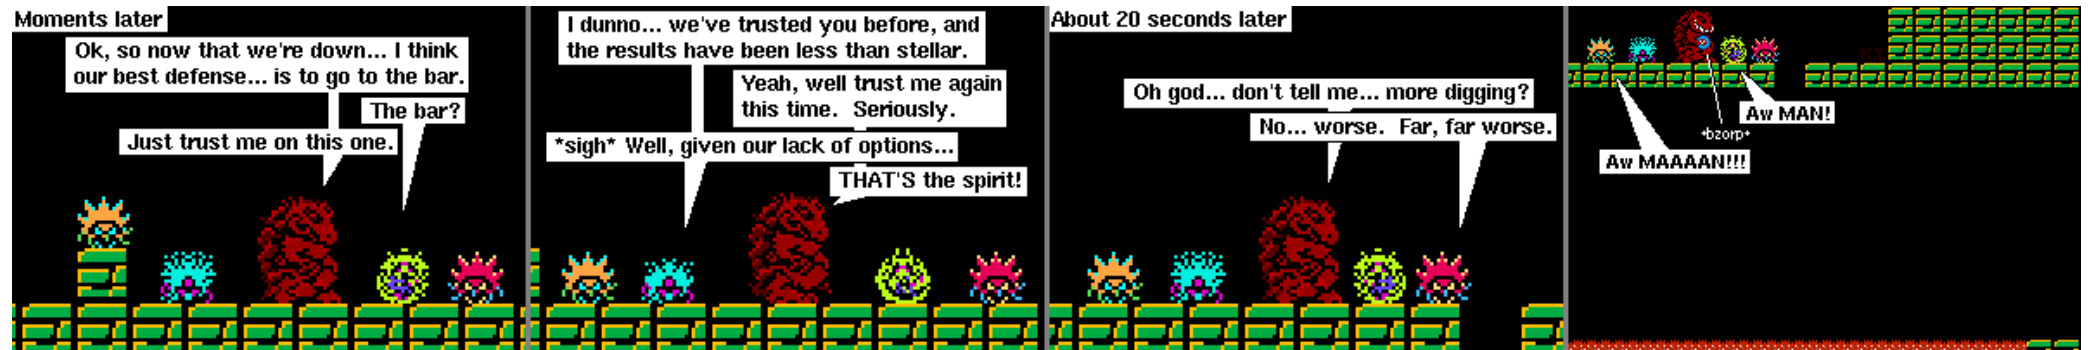 Moments later
Ok, so now that we're down... I think
our best defense... is to go to the bar.
The bar?
Just trust me on this one.
I dunno... we've trusted you before, and
the results have been less than stellar.
Yeah, well trust me again
this time. Seriously.
*sigh* Well, given our lack of options...
THAT'S the spirit!
About 20 seconds later
Oh god... don't tell me... more digging?
No... worse. Far, far worse.
Aw MAN!
*bzorp*
Aw MAAAAN!!!